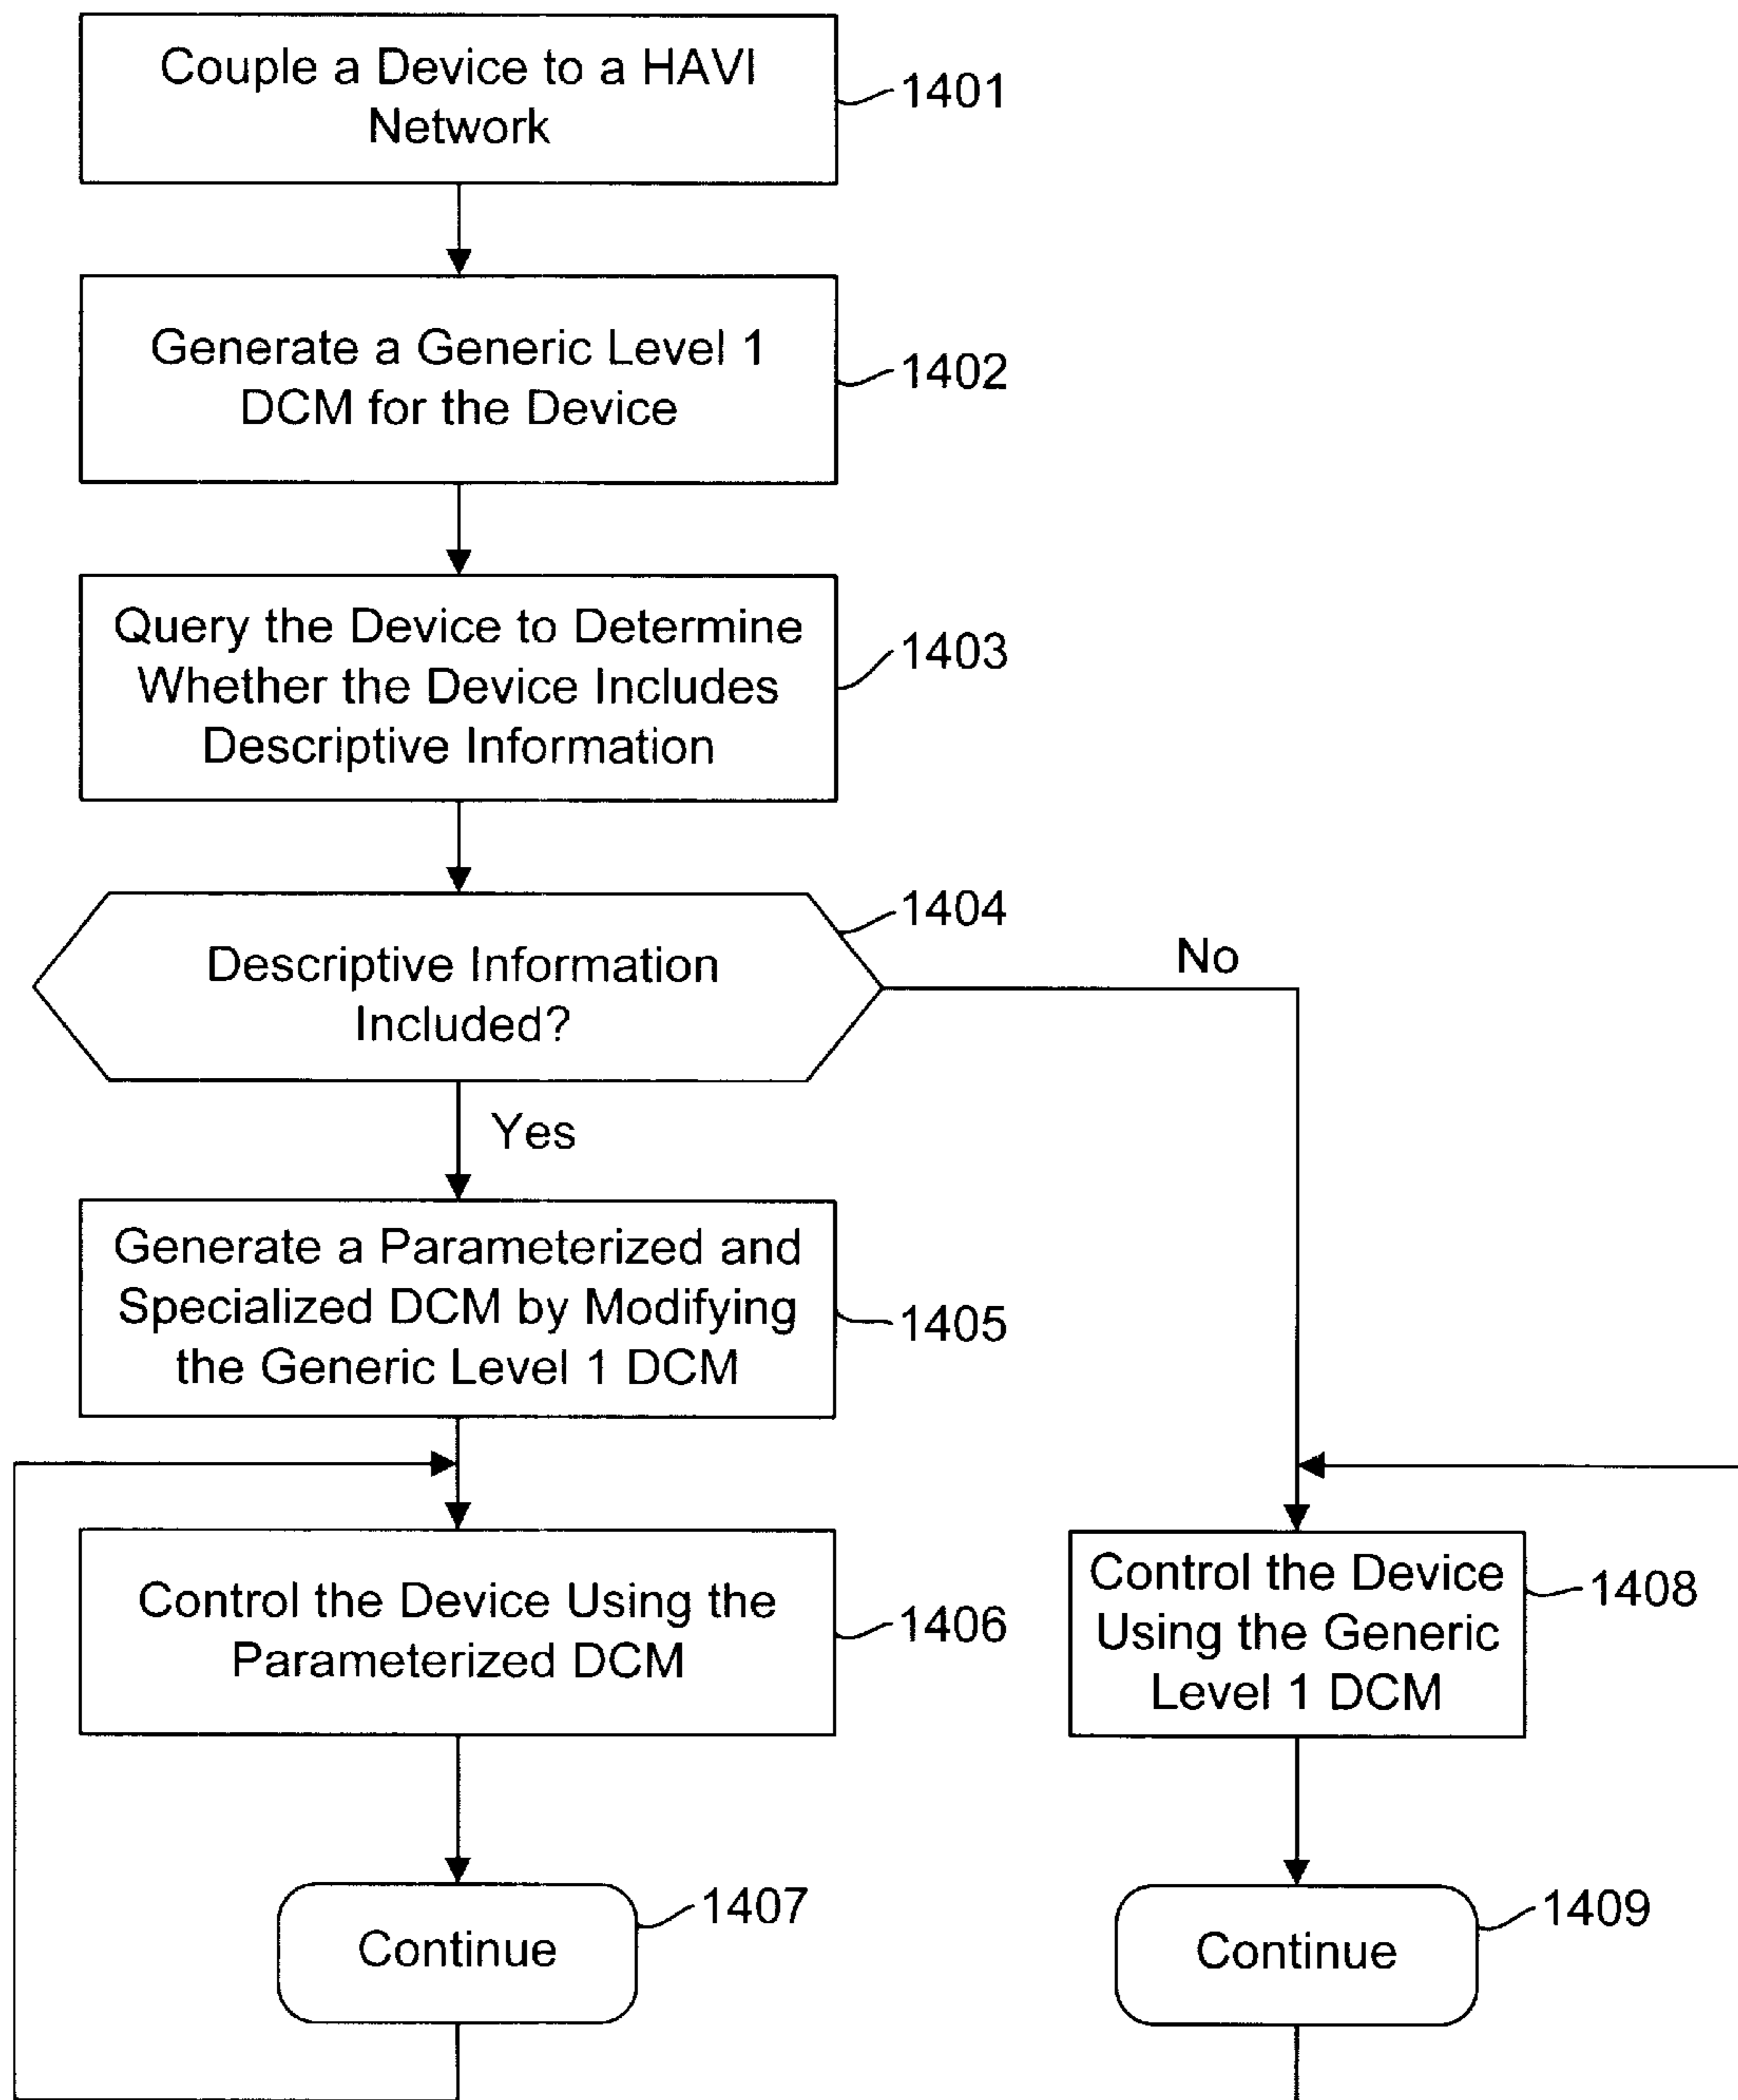 Couple a Device to a HAVI
Network
1401
Generate a Generic Level 1
DCM for the Device
1402
Query the Device to Determine
Whether the Device Includes
Descriptive Information
1403
Descriptive Information
Included?
1404
No
Yes
Generate a Parameterized and
Specialized DCM by Modifying
the Generic Level 1 DCM
1405
Control the Device Using the
Parameterized DCM
1406
Control the Device
Using the Generic
Level 1 DCM
1408
Continue
1407
Continue
1409